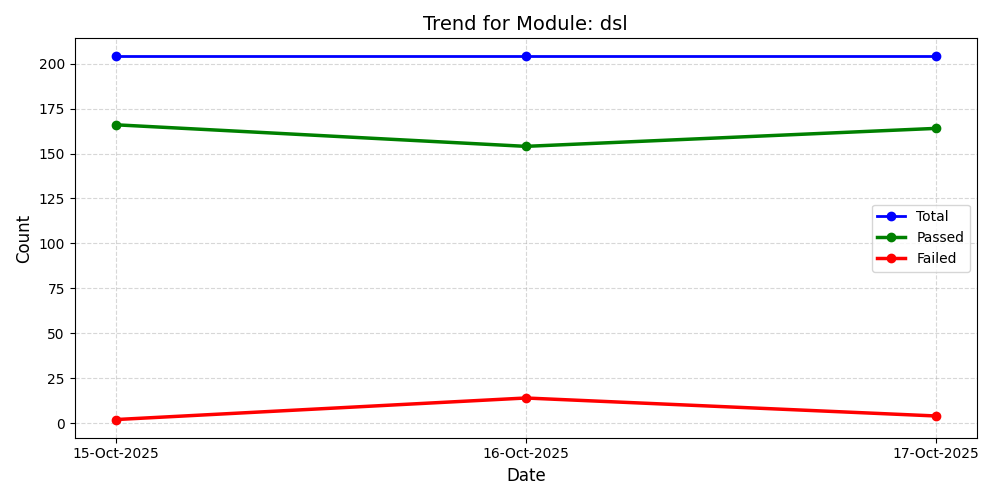 Trend for Module: dsl
200
175
150
125
100
75
50
25
0
Count
Total
Passed
Failed
15-Oct-2025
16-Oct-2025
17-Oct-2025
Date